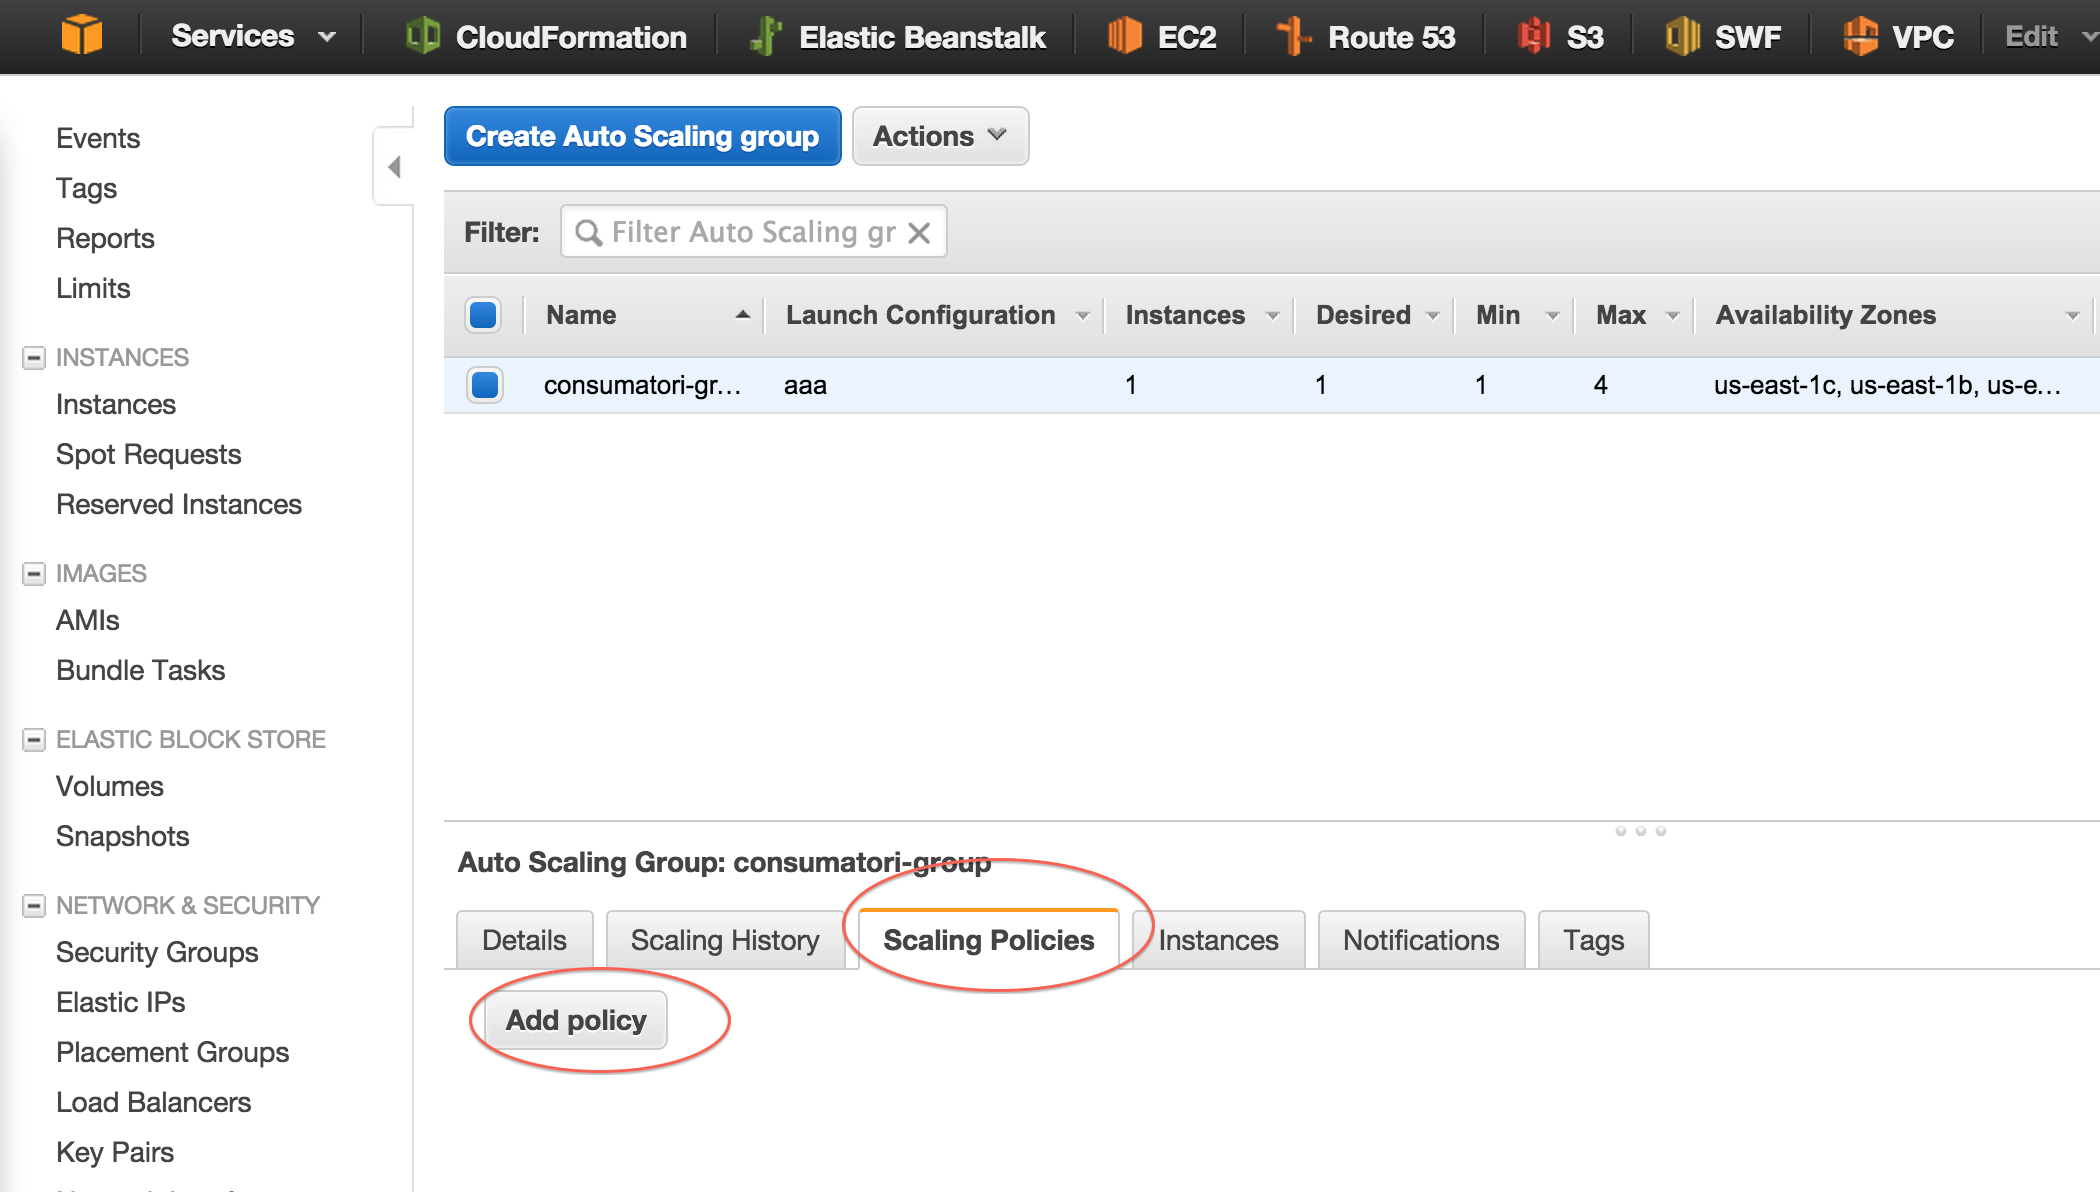 Services
CloudFormation
Elastic Beanstalk
EC2
Route 53
S3
SWF
VPC
Edit
Events
Tags
Reports
Limits
INSTANCES
Instances
Spot Requests
Reserved Instances
IMAGES
AMIs
Bundle Tasks
ELASTIC BLOCK STORE
Volumes
Snapshots
NETWORK & SECURITY
Security Groups
Elastic IPs
Placement Groups
Load Balancers
Key Pairs
Create Auto Scaling group
Actions
Filter:
Filter Auto Scaling gr
Name
Launch Configuration
Instances
Desired
Min
Max
Availability Zones
consumatori-gr…
aaa
1
1
1
4
us-east-1c, us-east-1b, us-e…
Auto Scaling Group: consumatori-group
Details
Scaling History
Scaling Policies
Instances
Notifications
Tags
Add policy